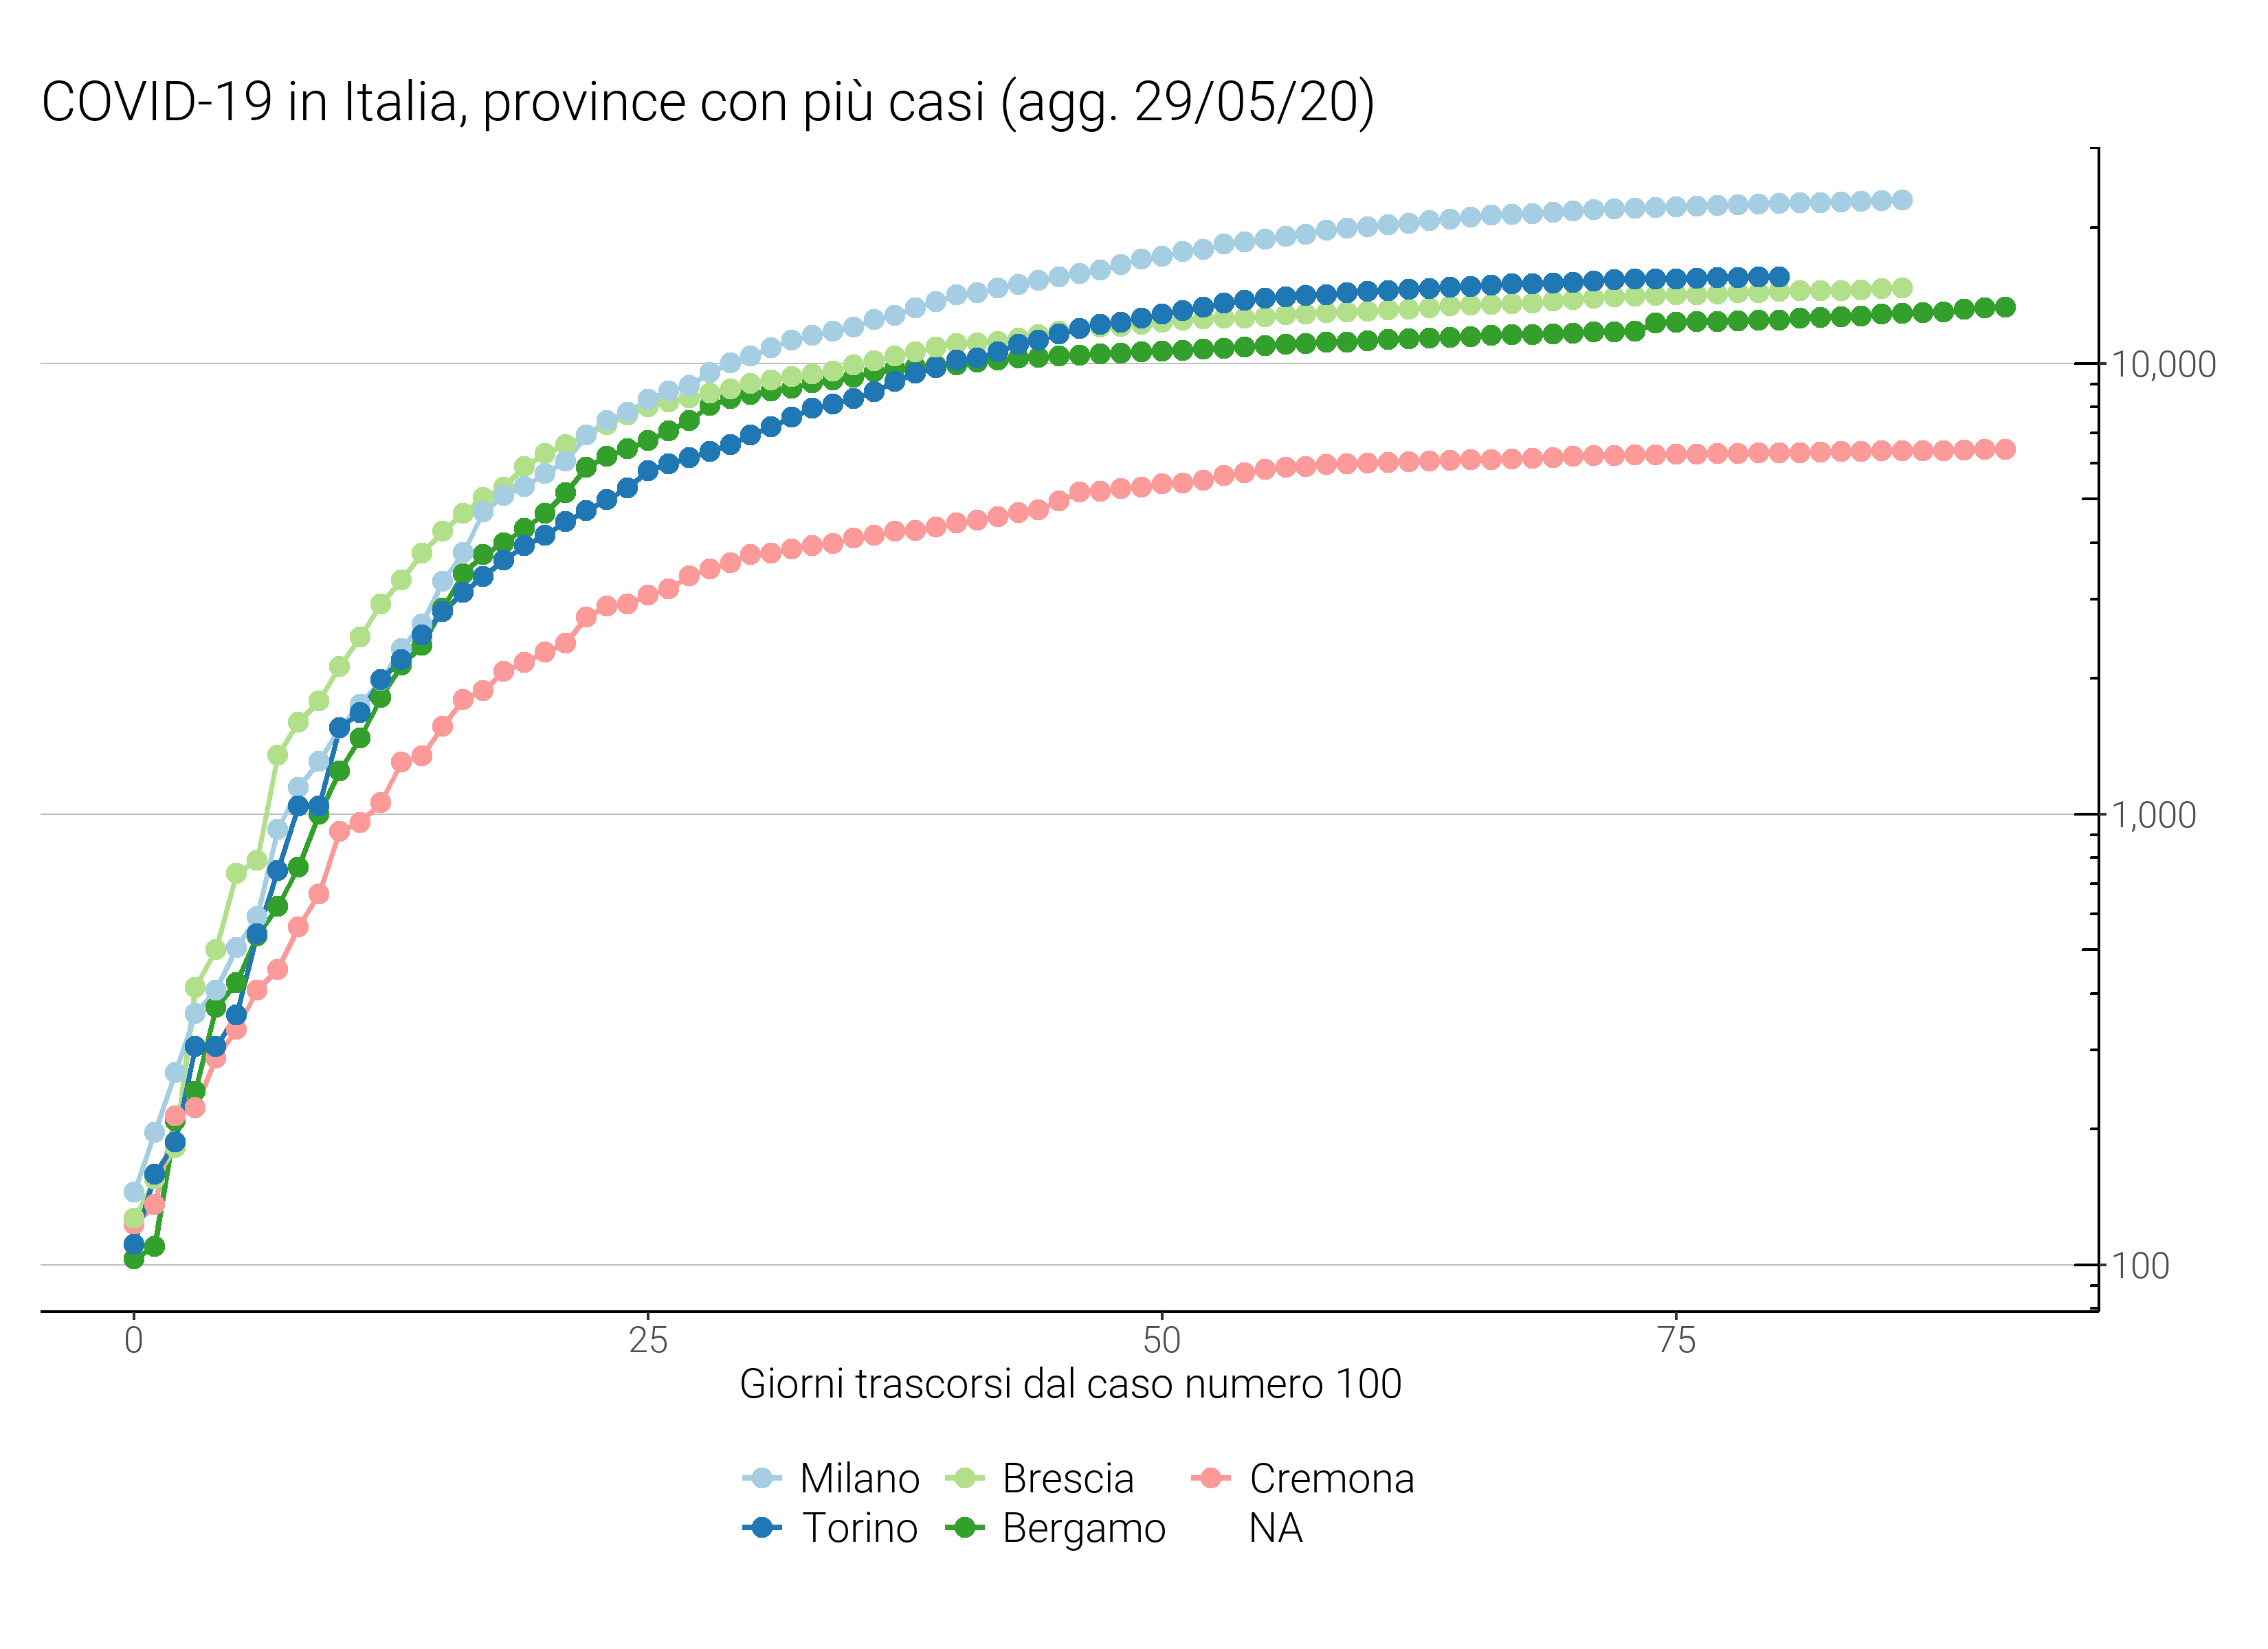 COVID-19 in Italia, province con più casi (agg. 29/05/20)
10,000
1,000
100
0 25 50 75
Giorni trascorsi dal caso numero 100
Milano Brescia Cremona
Torino Bergamo NA